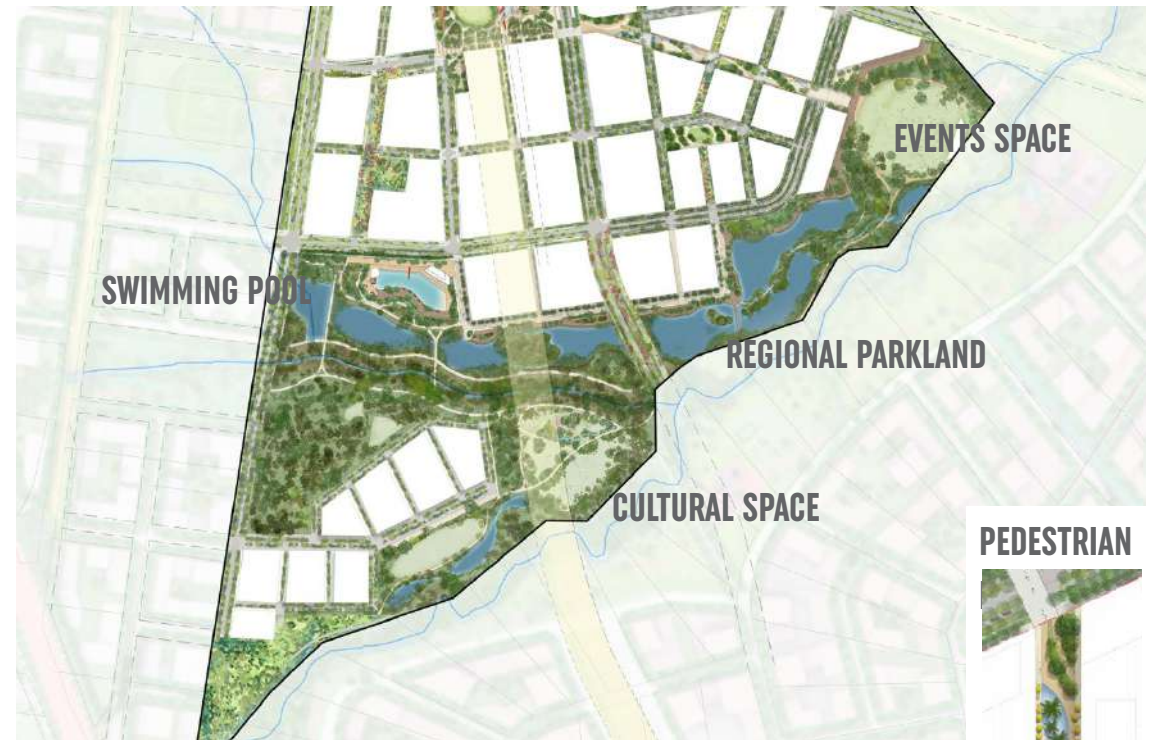 EVENTS SPACE
SWIMMING POOL
REGIONAL PARKLAND
CULTURAL SPACE
PEDESTRIAN